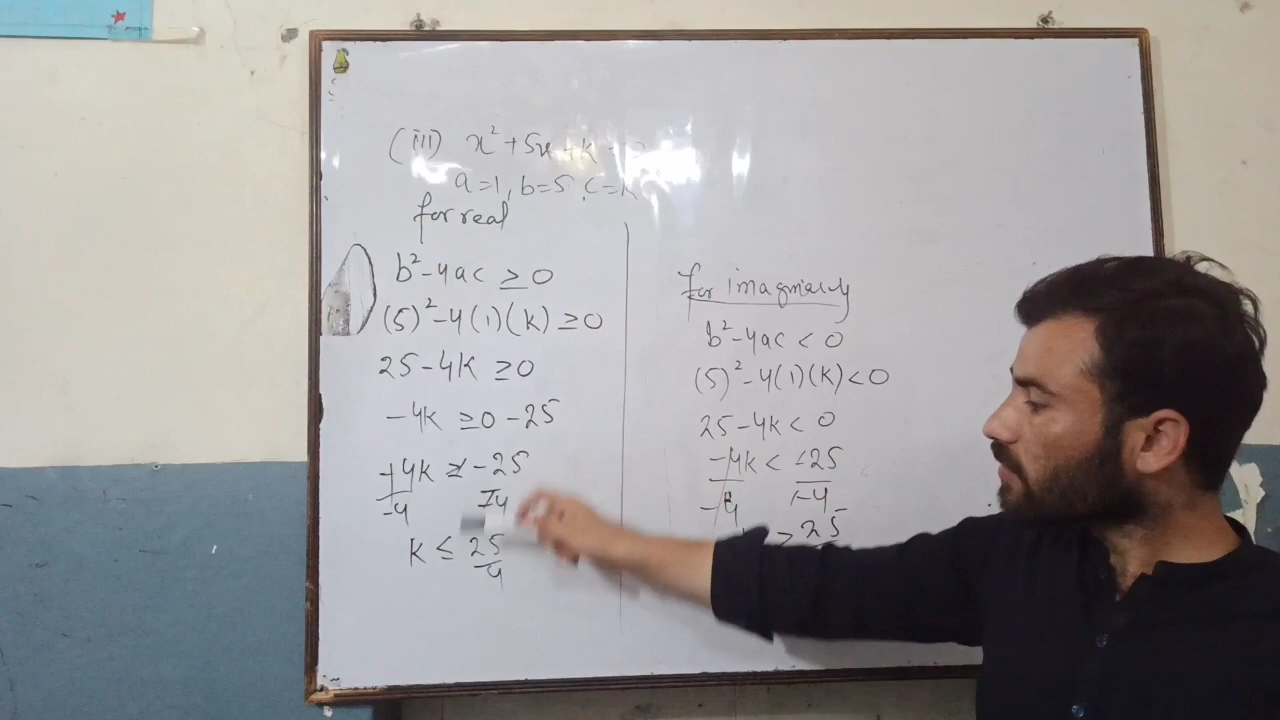 (iii) x² + 5x + k
a=1, b=5, c=k
for real
b² - 4ac ≥ 0
(5)² - 4(1)(k) ≥ 0
25 - 4k ≥ 0
-4k ≥ 0 - 25
-4k ≥ -25
-4 -4
k ≤ 25
4
for imaginary
b² - 4ac < 0
(5)² - 4(1)(k) < 0
25 - 4k < 0
-4k < -25
-4 -4
> 25